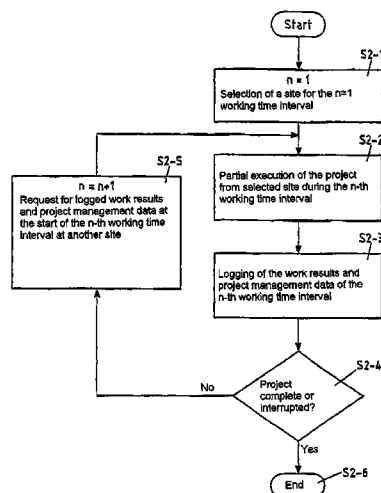 Start
S2-1
n = 1
Selection of a site for the n=1
working time interval
S2-2
Partial execution of the project
from selected site during the n-th
working time interval
S2-5
n = n+1
Request for logged work results
and project management data at
the start of the n-th working time
interval at another site
S2-3
Logging of the work results and
project management data of the
n-th working time interval
S2-4
Project
complete or
interrupted?
No
Yes
S2-6
End